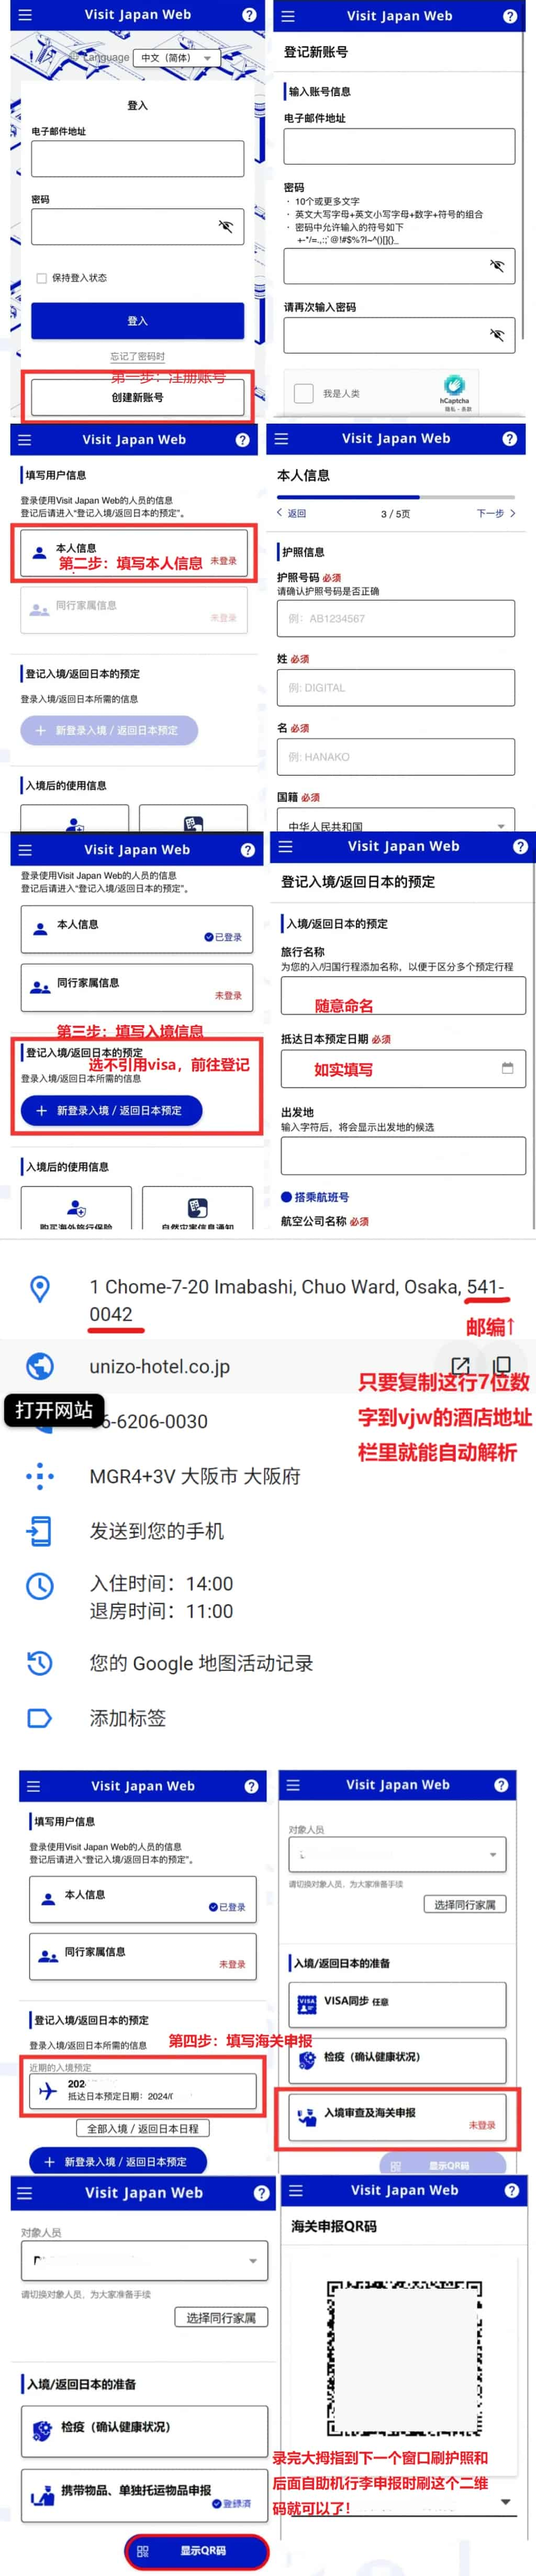 Visit Japan Web
Language 中文（简体）
登入
电子邮件地址
密码
保持登入状态
登入
忘记了密码时
第一步：注册账号
创建新账号
Visit Japan Web
登记新账号
输入账号信息
电子邮件地址
密码
· 10个或更多文字
· 英文大写字母+英文小写字母+数字+符号的组合
· 密码中允许输入的符号如下
请再次输入密码
我是人类
hCaptcha
隐私 - 条款
Visit Japan Web
填写用户信息
登录使用Visit Japan Web的人员的信息
登记后请进入“登记入境/返回日本的预定”。
本人信息
第二步：填写本人信息 未登录
同行家属信息
未登录
登记入境/返回日本的预定
登录入境/返回日本所需的信息
＋ 新登录入境 / 返回日本预定
入境后的使用信息
Visit Japan Web
本人信息
返回 3 / 5页 下一步
护照信息
护照号码 必须
请确认护照号码是否正确
例：AB1234567
姓 必须
例: DIGITAL
名 必须
例: HANAKO
国籍 必须
中华人民共和国
Visit Japan Web
登录使用Visit Japan Web的人员的信息
登记后请进入“登记入境/返回日本的预定”。
本人信息
已登录
同行家属信息
未登录
第三步：填写入境信息
登记入境/返回日本的预定
选不引用visa，前往登记
登录入境/返回日本所需的信息
＋ 新登录入境 / 返回日本预定
入境后的使用信息
购买海外旅行保险
自然灾害信息通知
Visit Japan Web
登记入境/返回日本的预定
入境/返回日本的预定
旅行名称
为您的入/归国行程添加名称，以便于区分多个预定行程
随意命名
抵达日本预定日期 必须
如实填写
出发地
输入字符后，将会显示出发地的候选
搭乘航班号
航空公司名称 必须
1 Chome-7-20 Imabashi, Chuo Ward, Osaka, 541-
0042
邮编↑
unizo-hotel.co.jp
只要复制这行7位数
字到vjw的酒店地址
栏里就能自动解析
打开网站
6-6206-0030
MGR4+3V 大阪市 大阪府
发送到您的手机
入住时间：14:00
退房时间：11:00
您的 Google 地图活动记录
添加标签
Visit Japan Web
填写用户信息
登录使用Visit Japan Web的人员的信息
登记后请进入“登记入境/返回日本的预定”。
本人信息
已登录
同行家属信息
未登录
登记入境/返回日本的预定
登录入境/返回日本所需的信息
第四步：填写海关申报
近期的入境预定
202
抵达日本预定日期：2024/
全部入境 / 返回日本日程
＋ 新登录入境 / 返回日本预定
Visit Japan Web
对象人员
请切换对象人员，为大家准备手续
选择同行家属
入境/返回日本的准备
VISA同步 任意
检疫（确认健康状况）
入境审查及海关申报
未登录
显示QR码
Visit Japan Web
对象人员
请切换对象人员，为大家准备手续
选择同行家属
入境/返回日本的准备
检疫（确认健康状况）
携带物品、单独托运物品申报
登録済
显示QR码
Visit Japan Web
海关申报QR码
录完大拇指到下一个窗口刷护照和
后面自助机行李申报时刷这个二维
码就可以了！